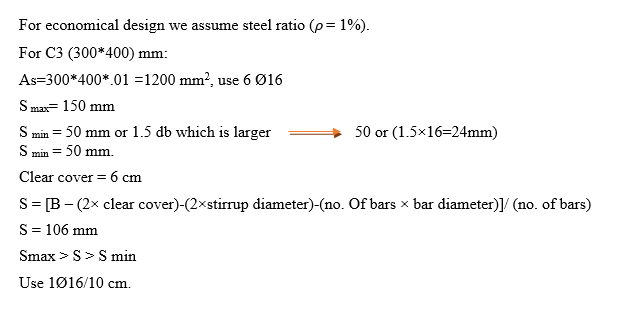 For economical design we assume steel ratio (ρ = 1%).
For C3 (300*400) mm:
As=300*400*.01 =1200 mm², use 6 Ø16
S max= 150 mm
S min = 50 mm or 1.5 db which is larger 50 or (1.5×16=24mm)
S min = 50 mm.
Clear cover = 6 cm
S = [B – (2× clear cover)-(2×stirrup diameter)-(no. Of bars × bar diameter)]/ (no. of bars)
S = 106 mm
Smax > S > S min
Use 1Ø16/10 cm.